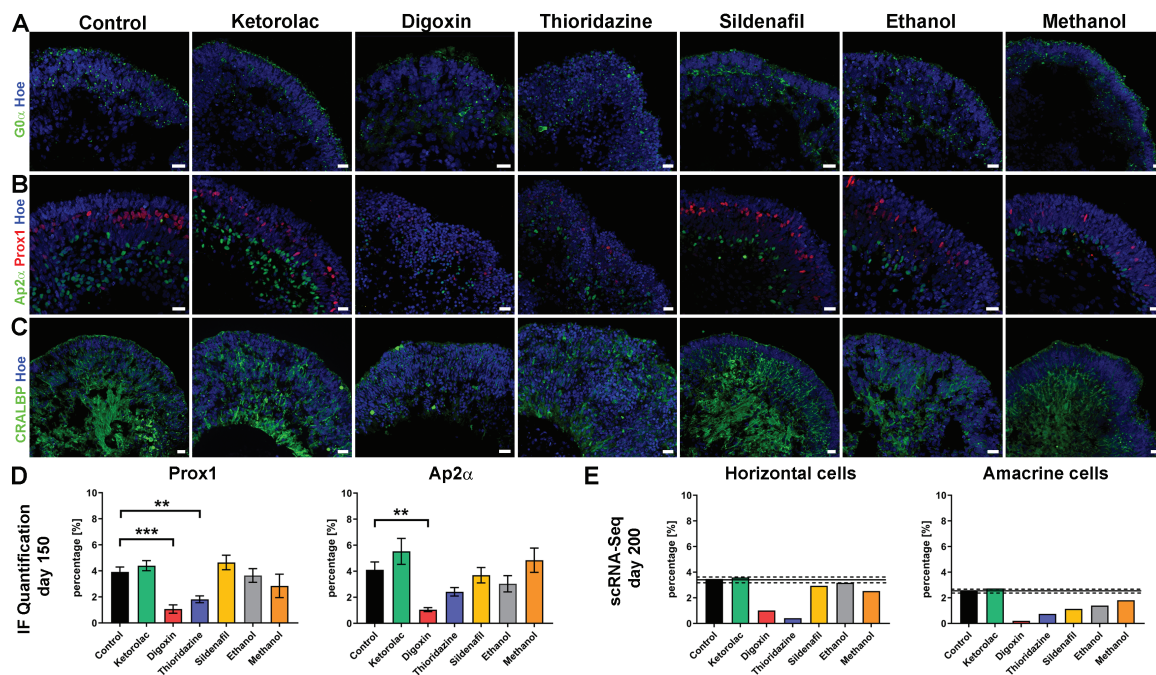 Control Ketorolac Digoxin Thioridazine Sildenafil Ethanol Methanol
A
G0α Hoe
B
Ap2α Prox1 Hoe
C
CRALBP Hoe
D
IF Quantification
day 150
Prox1
percentage [%]
10
8
6
4
2
0
**
***
Control Ketorolac Digoxin Thioridazine Sildenafil Ethanol Methanol
Ap2α
percentage [%]
10
8
6
4
2
0
**
Control Ketorolac Digoxin Thioridazine Sildenafil Ethanol Methanol
E
scRNA-Seq
day 200
Horizontal cells
percentage [%]
10
8
6
4
2
0
Control Ketorolac Digoxin Thioridazine Sildenafil Ethanol Methanol
Amacrine cells
percentage [%]
10
8
6
4
2
0
Control Ketorolac Digoxin Thioridazine Sildenafil Ethanol Methanol